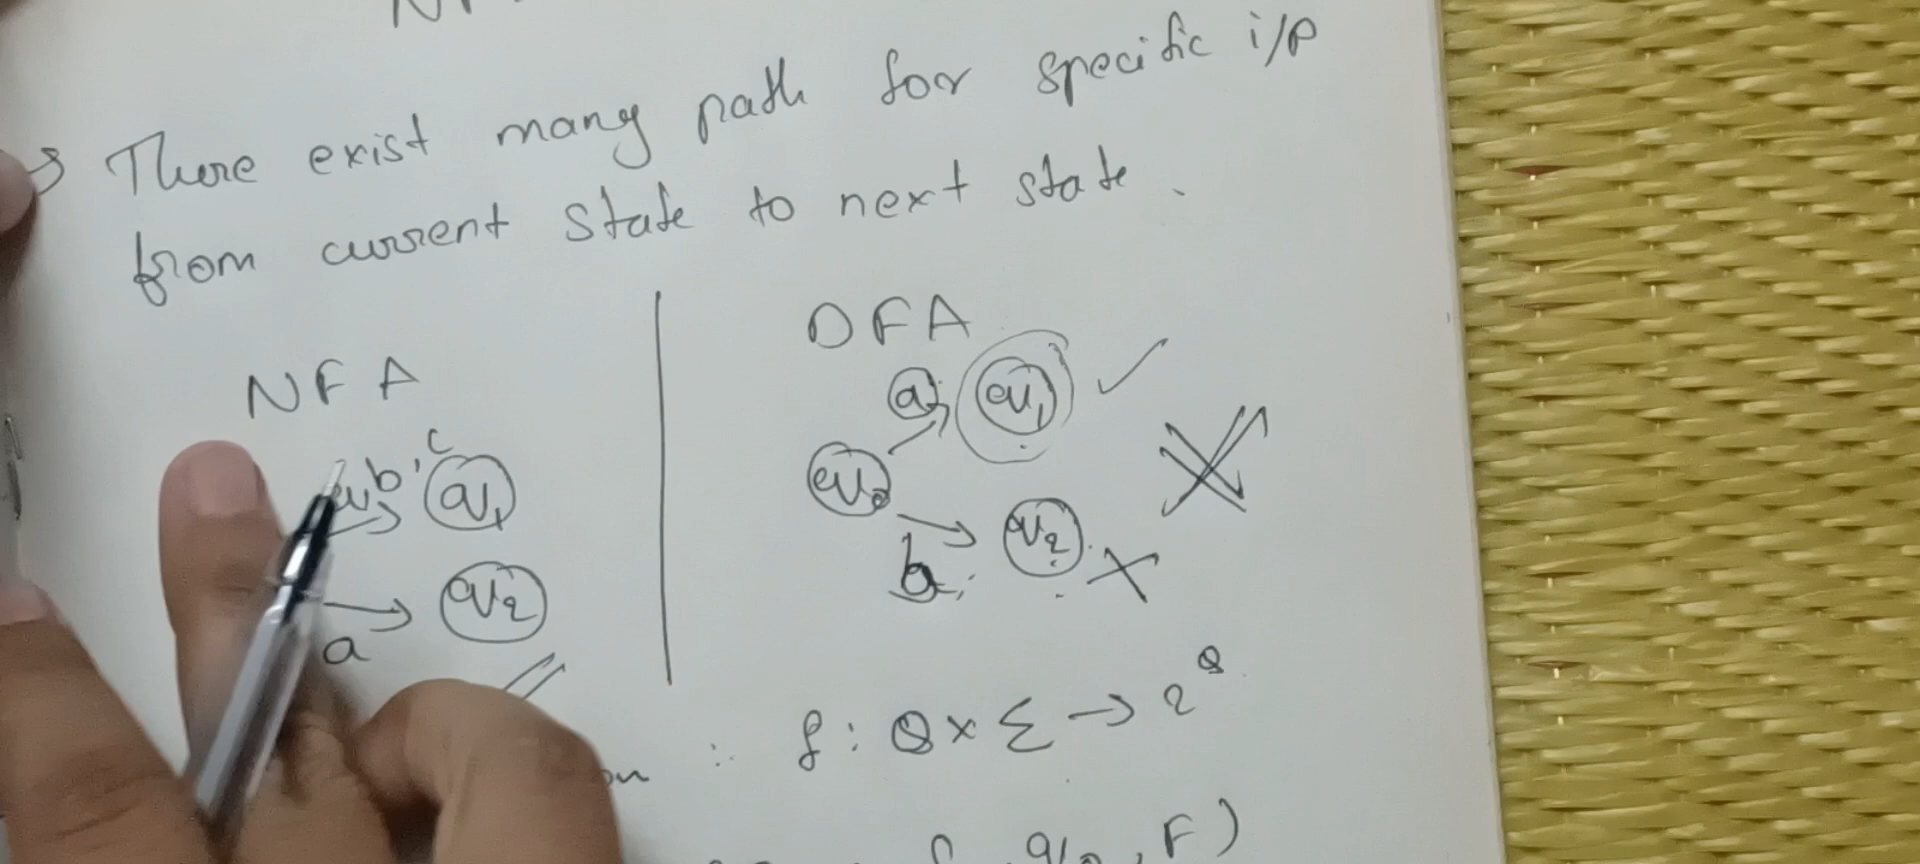 There exist many path for specific i/p
from current state to next state.
NFA
b, c
q1
q2
a
DFA
a
q1
q0
q2
b
f: Q × Σ → 2^Q
, q0, F)